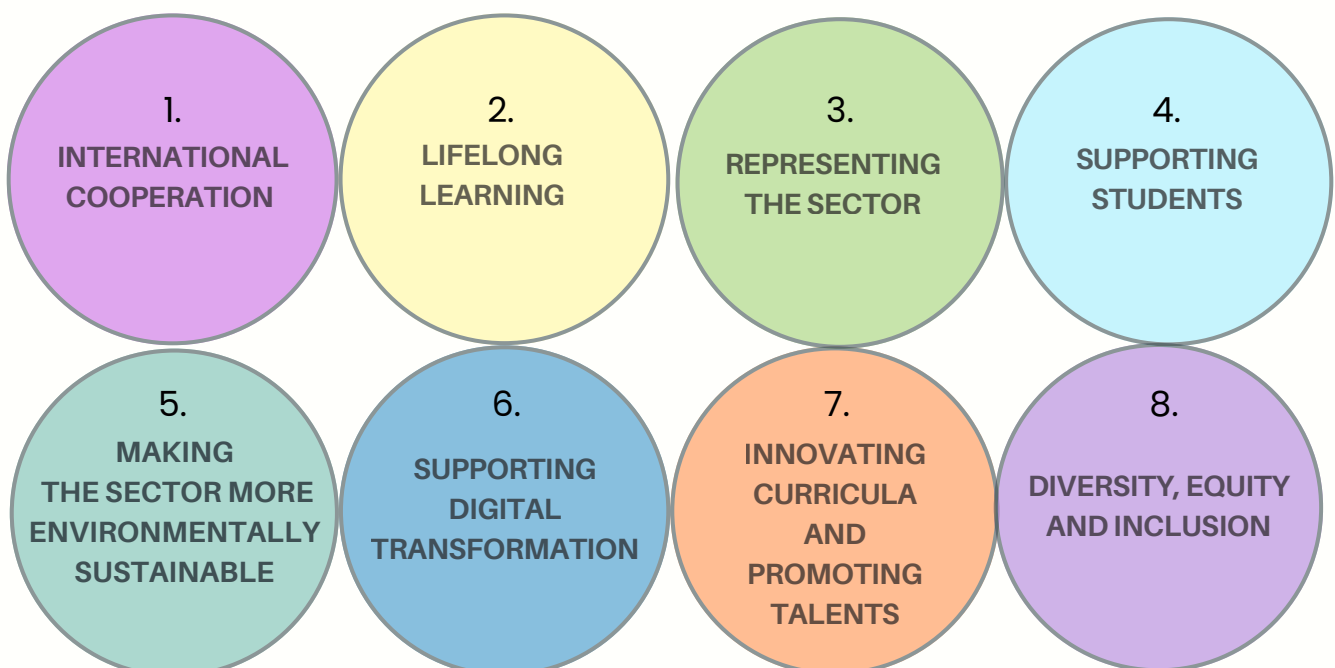 1.
INTERNATIONAL
COOPERATION
2.
LIFELONG
LEARNING
3.
REPRESENTING
THE SECTOR
4.
SUPPORTING
STUDENTS
5.
MAKING
THE SECTOR MORE
ENVIRONMENTALLY
SUSTAINABLE
6.
SUPPORTING
DIGITAL
TRANSFORMATION
7.
INNOVATING
CURRICULA
AND
PROMOTING
TALENTS
8.
DIVERSITY, EQUITY
AND INCLUSION